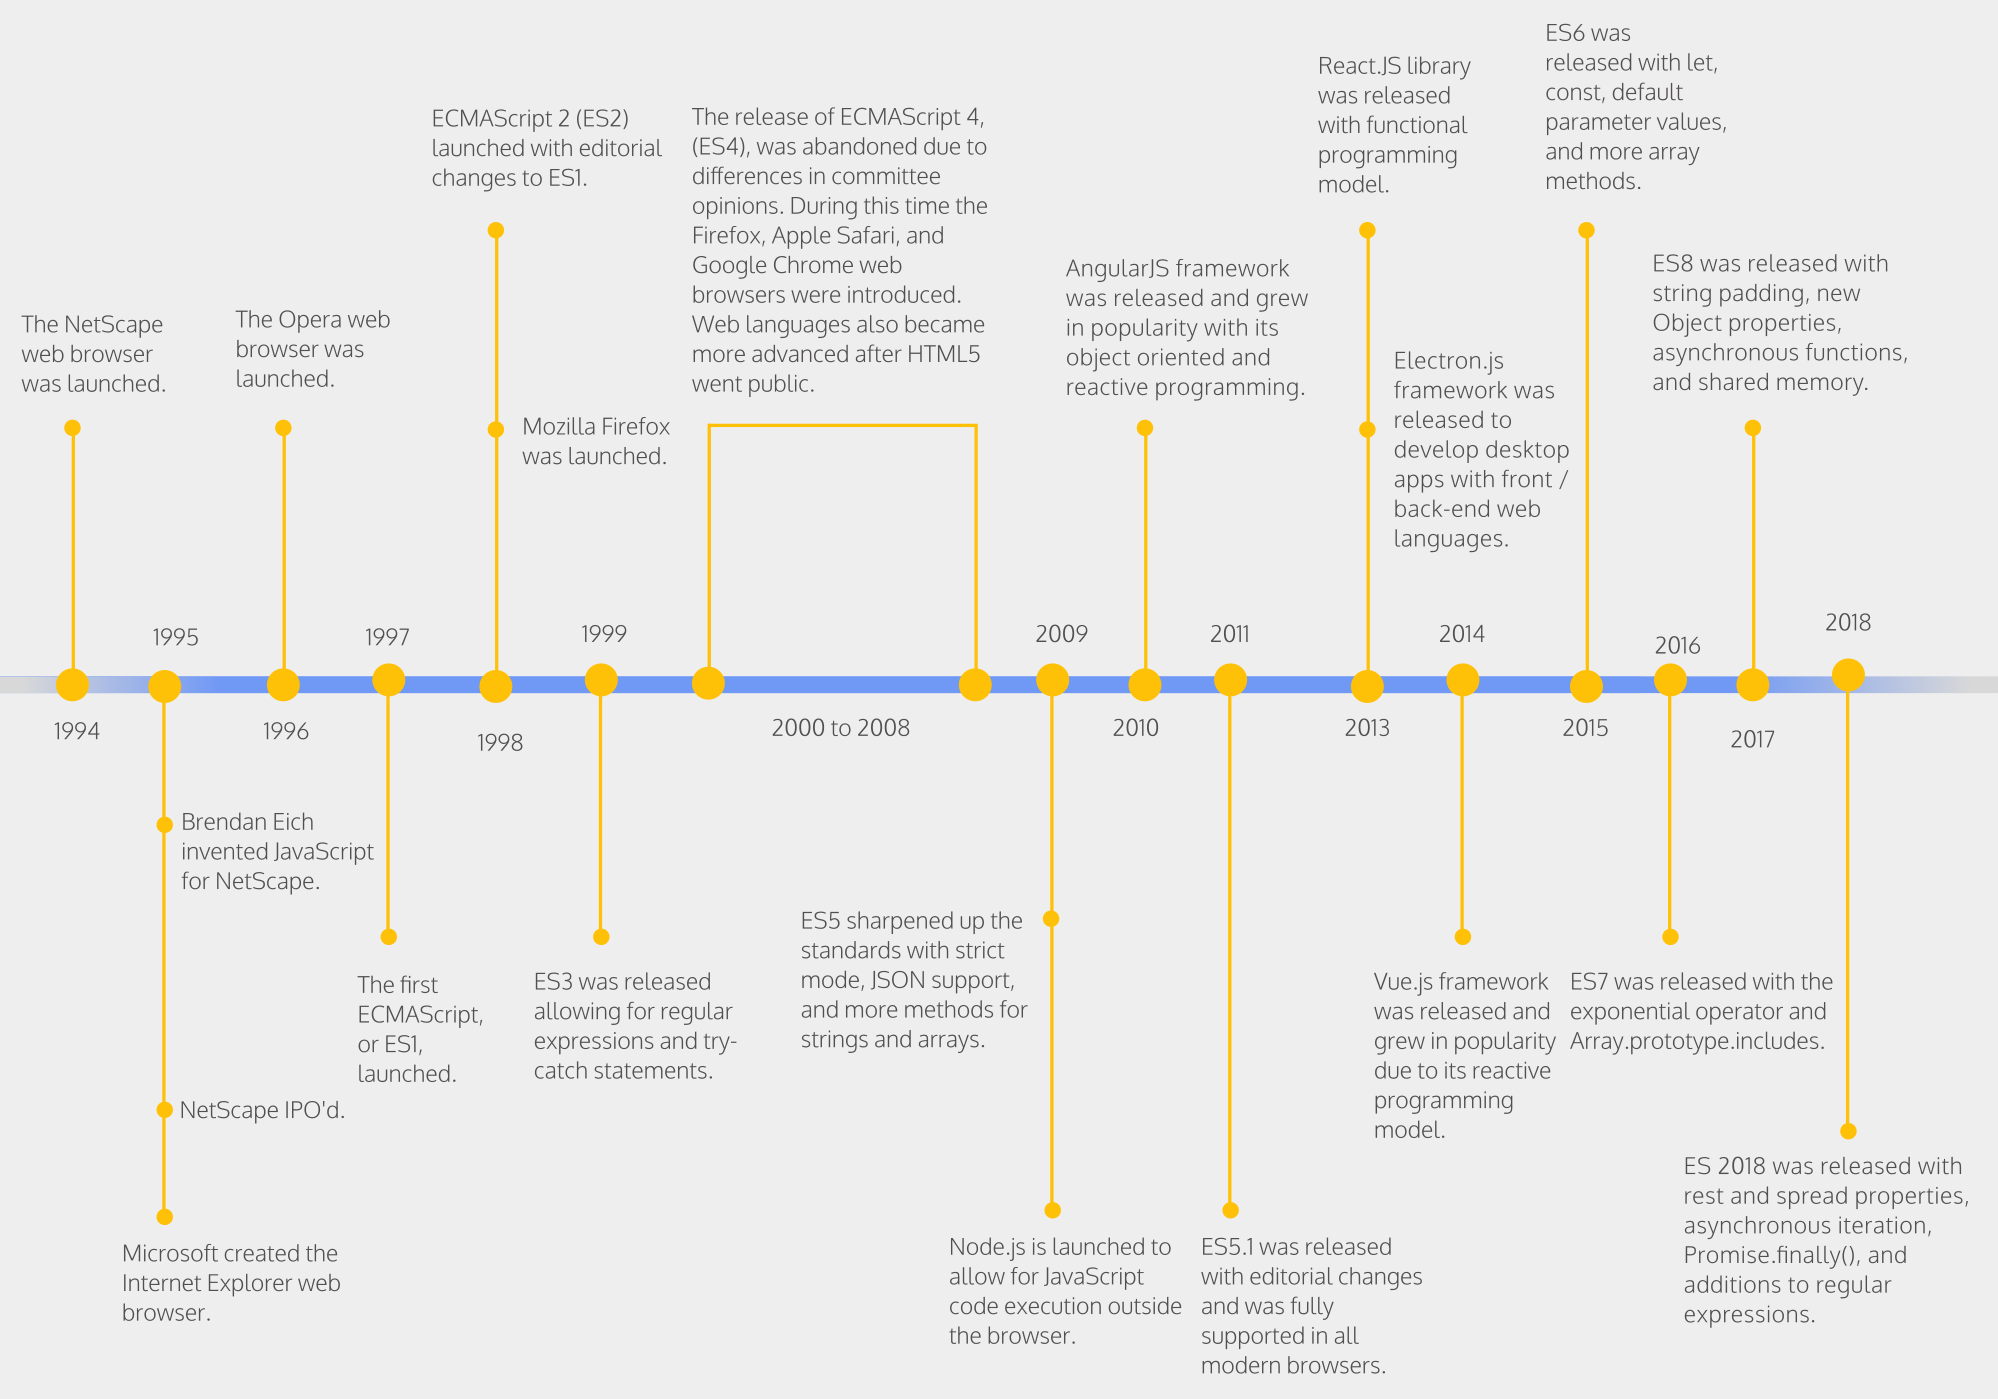 The NetScape
web browser
was launched.
1994
1995
Brendan Eich
invented JavaScript
for NetScape.
NetScape IPO'd.
Microsoft created the
Internet Explorer web
browser.
The Opera web
browser was
launched.
1996
1997
The first
ECMAScript,
or ES1,
launched.
ECMAScript 2 (ES2)
launched with editorial
changes to ES1.
Mozilla Firefox
was launched.
1998
1999
ES3 was released
allowing for regular
expressions and try-
catch statements.
The release of ECMAScript 4,
(ES4), was abandoned due to
differences in committee
opinions. During this time the
Firefox, Apple Safari, and
Google Chrome web
browsers were introduced.
Web languages also became
more advanced after HTML5
went public.
2000 to 2008
2009
ES5 sharpened up the
standards with strict
mode, JSON support,
and more methods for
strings and arrays.
Node.js is launched to
allow for JavaScript
code execution outside
the browser.
AngularJS framework
was released and grew
in popularity with its
object oriented and
reactive programming.
2010
2011
ES5.1 was released
with editorial changes
and was fully
supported in all
modern browsers.
React.JS library
was released
with functional
programming
model.
Electron.js
framework was
released to
develop desktop
apps with front /
back-end web
languages.
2013
2014
Vue.js framework
was released and
grew in popularity
due to its reactive
programming
model.
ES6 was
released with let,
const, default
parameter values,
and more array
methods.
2015
2016
ES7 was released with the
exponential operator and
Array.prototype.includes.
ES8 was released with
string padding, new
Object properties,
asynchronous functions,
and shared memory.
2017
2018
ES 2018 was released with
rest and spread properties,
asynchronous iteration,
Promise.finally(), and
additions to regular
expressions.